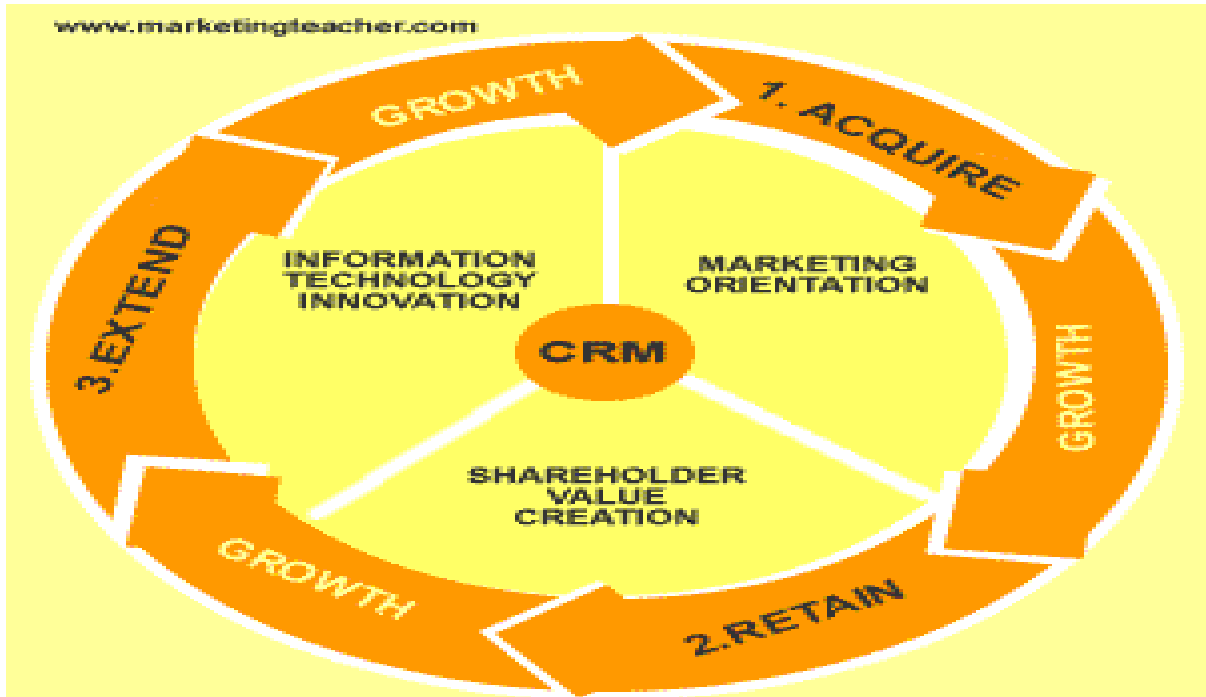 www.marketingteacher.com
GROWTH
1. ACQUIRE
INFORMATION
TECHNOLOGY
INNOVATION
MARKETING
ORIENTATION
3.EXTEND
CRM
GROWTH
SHAREHOLDER
VALUE
CREATION
GROWTH
2.RETAIN